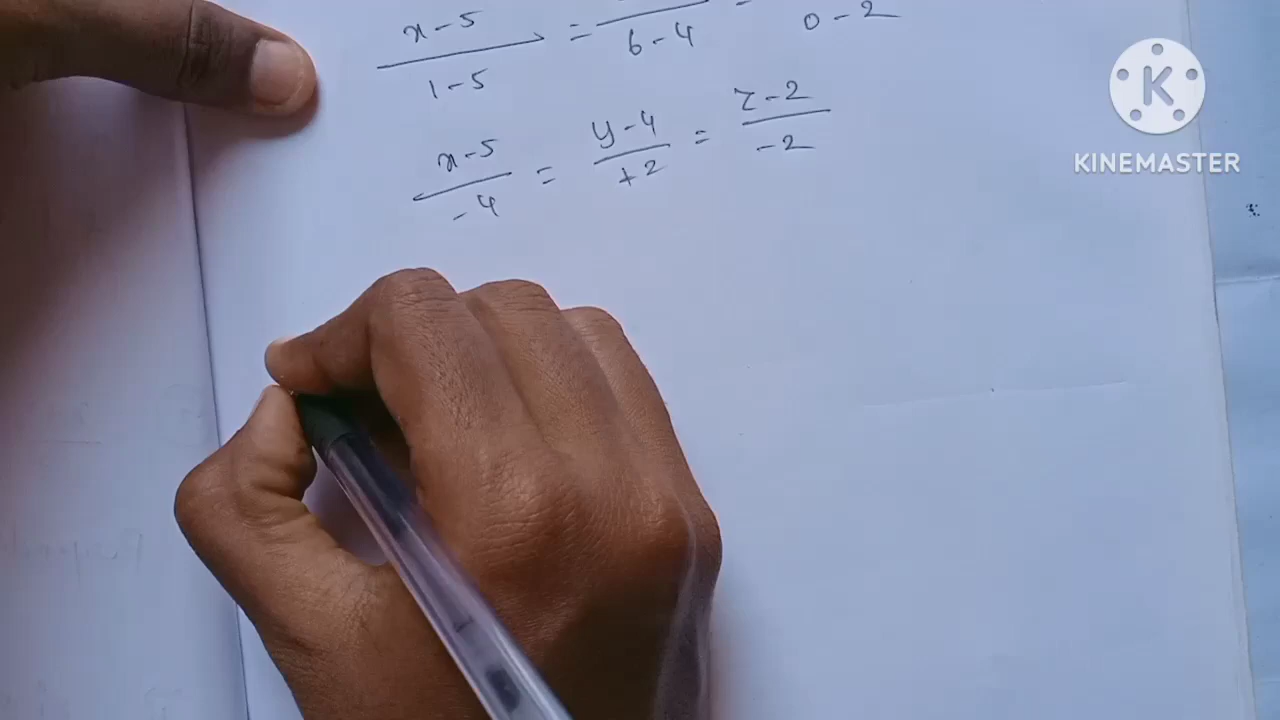 x-5/1-5 = /6-4 - /0-2
x-5/-4 = y-4/+2 = z-2/-2
K
KINEMASTER